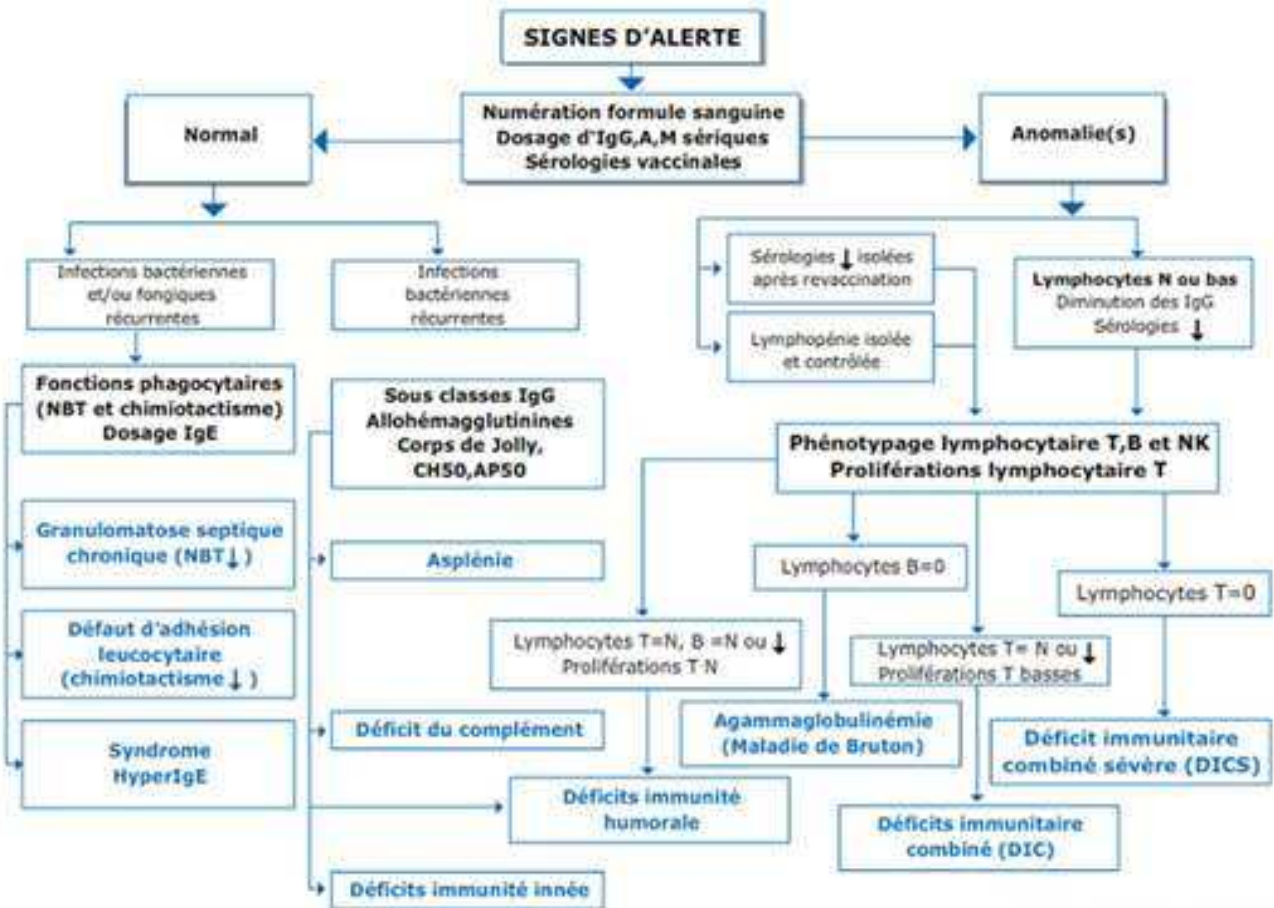 SIGNES D'ALERTE
Numération formule sanguine
Dosage d'IgG,A,M sériques
Sérologies vaccinales
Normal
Anomalie(s)
Infections bactériennes
et/ou fongiques
récurrentes
Infections
bactériennes
récurrentes
Sérologies ↓ isolées
après revaccination
Lymphopénie isolée
et contrôlée
Lymphocytes N ou bas
Diminution des IgG
Sérologies ↓
Fonctions phagocytaires
(NBT et chimiotactisme)
Dosage IgE
Sous classes IgG
Allohémagglutinines
Corps de Jolly,
CH50,AP50
Phénotypage lymphocytaire T,B et NK
Proliférations lymphocytaire T
Granulomatose septique
chronique (NBT↓ )
Asplénie
Lymphocytes B=0
Lymphocytes T=0
Défaut d'adhésion
leucocytaire
(chimiotactisme ↓ )
Lymphocytes T=N, B =N ou ↓
Proliférations T N
Lymphocytes T= N ou ↓
Proliférations T basses
Syndrome
HyperIgE
Déficit du complément
Agammaglobulinémie
(Maladie de Bruton)
Déficit immunitaire
combiné sévère (DICS)
Déficits immunité
humorale
Déficits immunitaire
combiné (DIC)
Déficits immunité innée